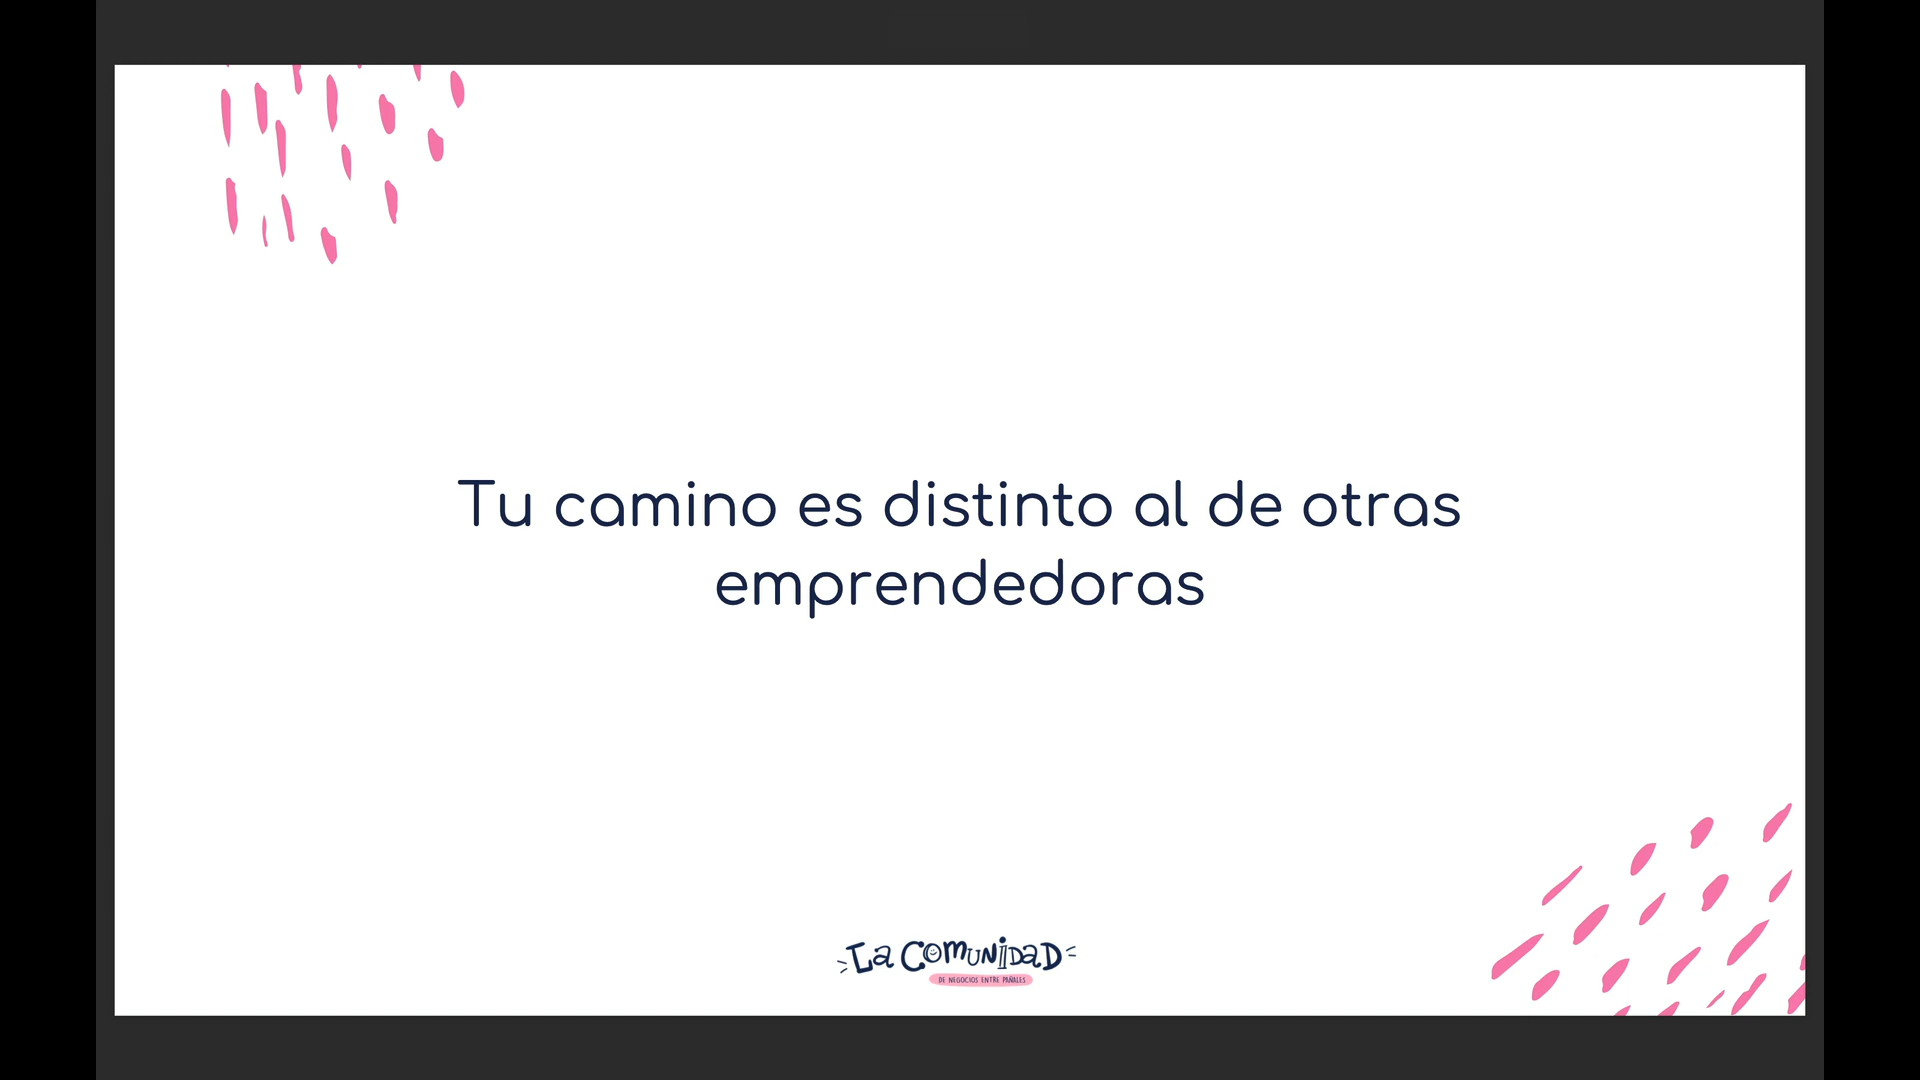 Tu camino es distinto al de otras
emprendedoras
La Comunidad
DE NEGOCIOS ENTRE PAÑALES